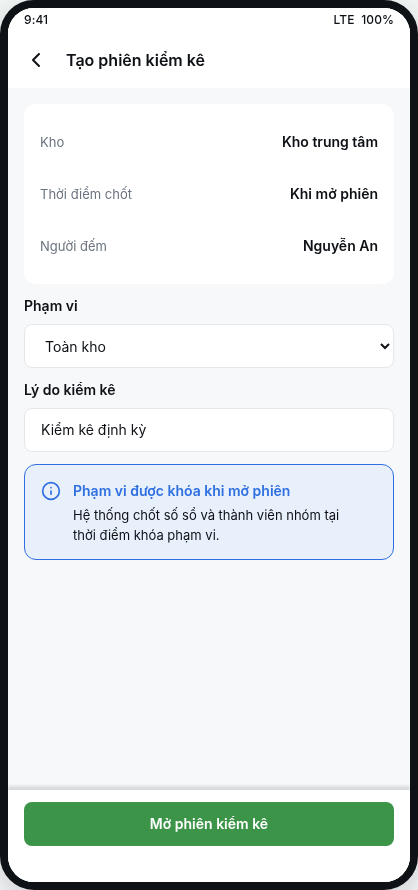 9:41
LTE 100%
Tạo phiên kiểm kê
Kho
Kho trung tâm
Thời điểm chốt
Khi mở phiên
Người đếm
Nguyễn An
Phạm vi
Toàn kho
Lý do kiểm kê
Kiểm kê định kỳ
Phạm vi được khóa khi mở phiên
Hệ thống chốt số sổ và thành viên nhóm tại
thời điểm khóa phạm vi.
Mở phiên kiểm kê